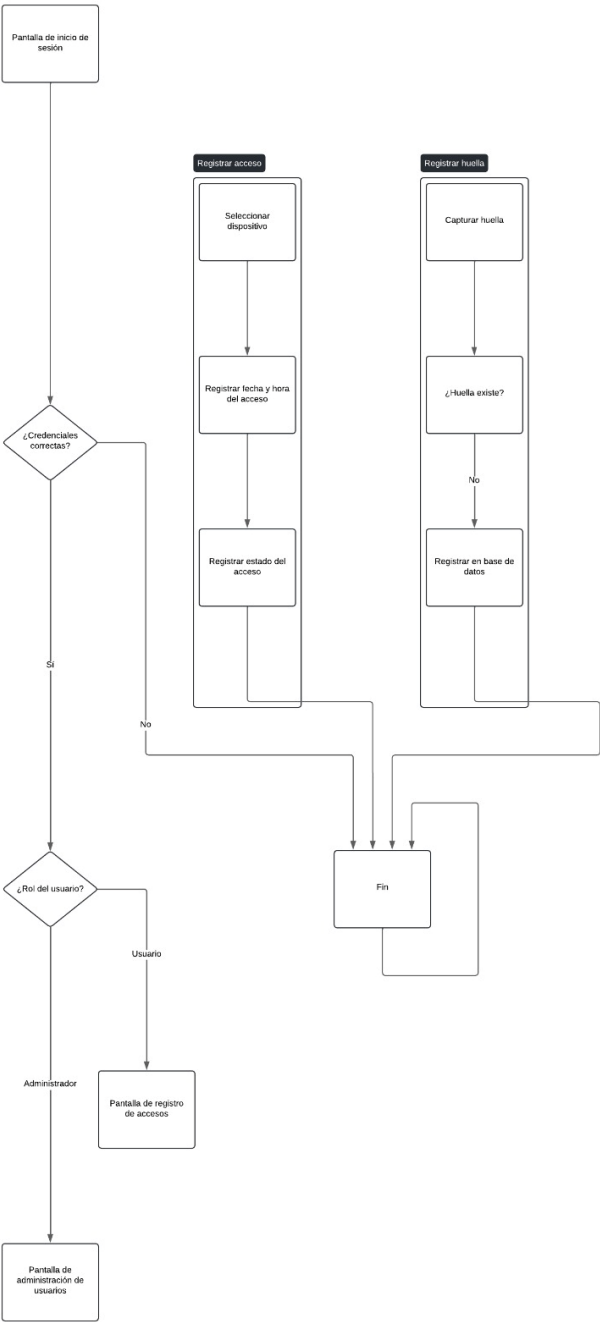 Pantalla de inicio de
sesión
Registrar acceso
Registrar huella
Seleccionar
dispositivo
Capturar huella
Registrar fecha y hora
del acceso
¿Huella existe?
¿Credenciales
correctas?
No
Registrar estado del
acceso
Registrar en base de
datos
Sí
No
¿Rol del usuario?
Fin
Usuario
Administrador
Pantalla de registro
de accesos
Pantalla de
administración de
usuarios